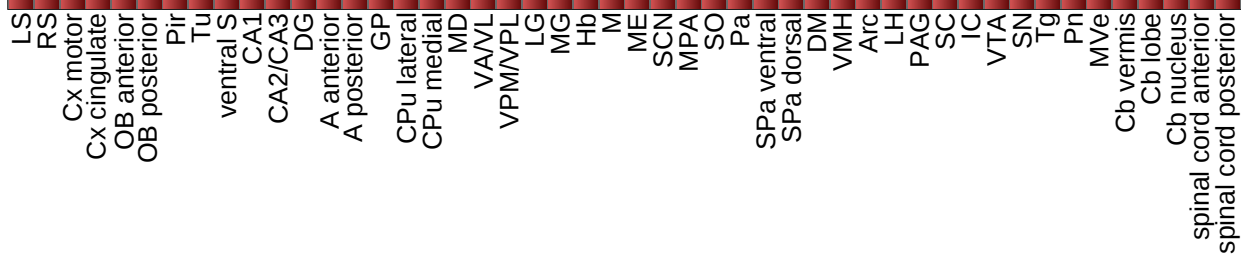 LS
RS
Cx motor
Cx cingulate
OB anterior
OB posterior
Pir
Tu
ventral S
CA1
CA2/CA3
DG
A anterior
A posterior
GP
CPu lateral
CPu medial
MD
VA/VL
VPM/VPL
LG
MG
Hb
M
ME
SCN
MPA
SO
Pa
SPa ventral
SPa dorsal
DM
VMH
Arc
LH
PAG
SC
IC
VTA
SN
Tg
Pn
MVe
Cb vermis
Cb lobe
Cb nucleus
spinal cord anterior
spinal cord posterior